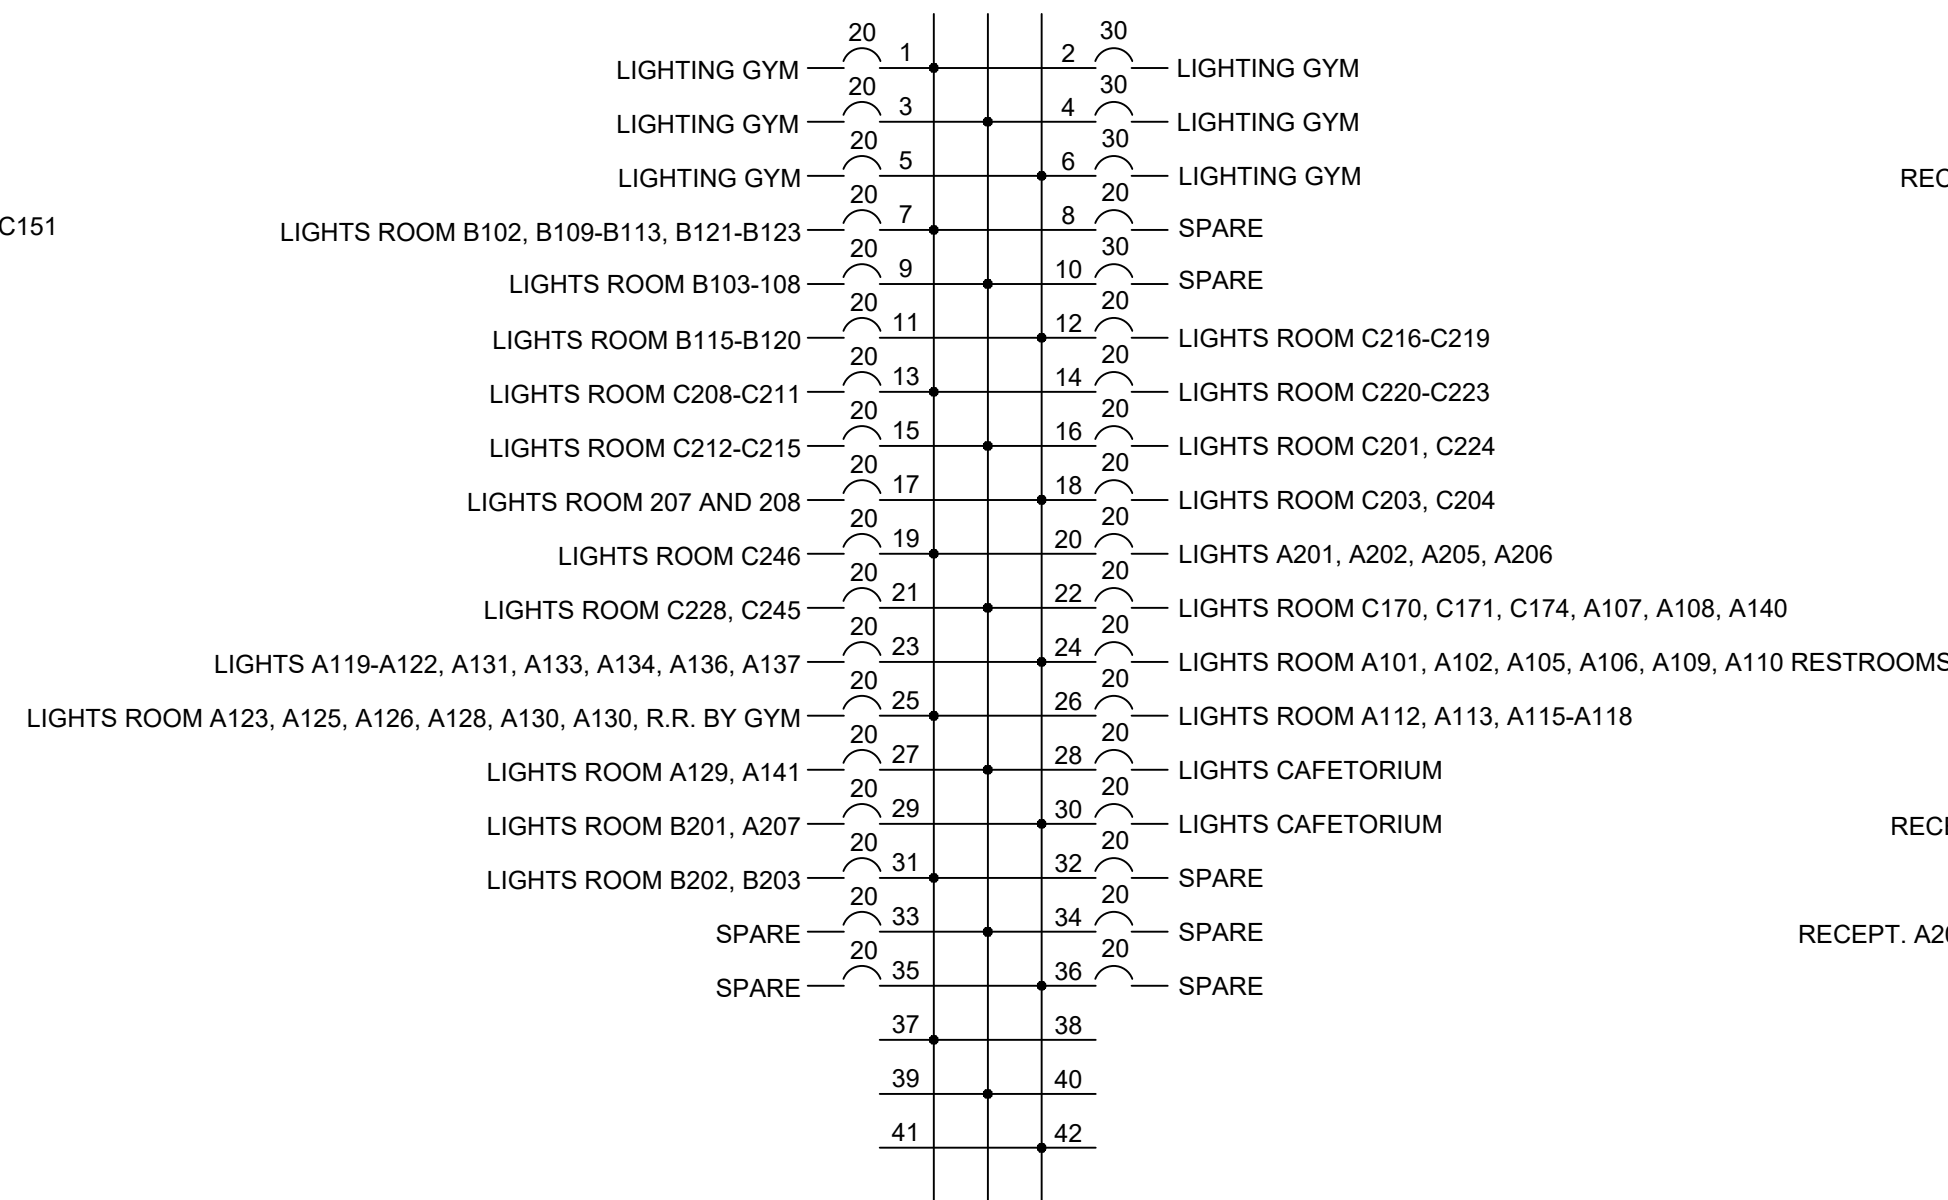 20 30
LIGHTING GYM 1 2 LIGHTING GYM
20 30
LIGHTING GYM 3 4 LIGHTING GYM
20 30
LIGHTING GYM 5 6 LIGHTING GYM REC
20 20
C151 LIGHTS ROOM B102, B109-B113, B121-B123 7 8 SPARE
20 30
LIGHTS ROOM B103-108 9 10 SPARE
20 20
LIGHTS ROOM B115-B120 11 12 LIGHTS ROOM C216-C219
20 20
LIGHTS ROOM C208-C211 13 14 LIGHTS ROOM C220-C223
20 20
LIGHTS ROOM C212-C215 15 16 LIGHTS ROOM C201, C224
20 20
LIGHTS ROOM 207 AND 208 17 18 LIGHTS ROOM C203, C204
20 20
LIGHTS ROOM C246 19 20 LIGHTS A201, A202, A205, A206
20 20
LIGHTS ROOM C228, C245 21 22 LIGHTS ROOM C170, C171, C174, A107, A108, A140
20 20
LIGHTS A119-A122, A131, A133, A134, A136, A137 23 24 LIGHTS ROOM A101, A102, A105, A106, A109, A110 RESTROOMS
20 20
LIGHTS ROOM A123, A125, A126, A128, A130, A130, R.R. BY GYM 25 26 LIGHTS ROOM A112, A113, A115-A118
20 20
LIGHTS ROOM A129, A141 27 28 LIGHTS CAFETORIUM
20 20
LIGHTS ROOM B201, A207 29 30 LIGHTS CAFETORIUM RECE
20 20
LIGHTS ROOM B202, B203 31 32 SPARE
20 20
SPARE 33 34 SPARE RECEPT. A20
20 20
SPARE 35 36 SPARE
37 38
39 40
41 42